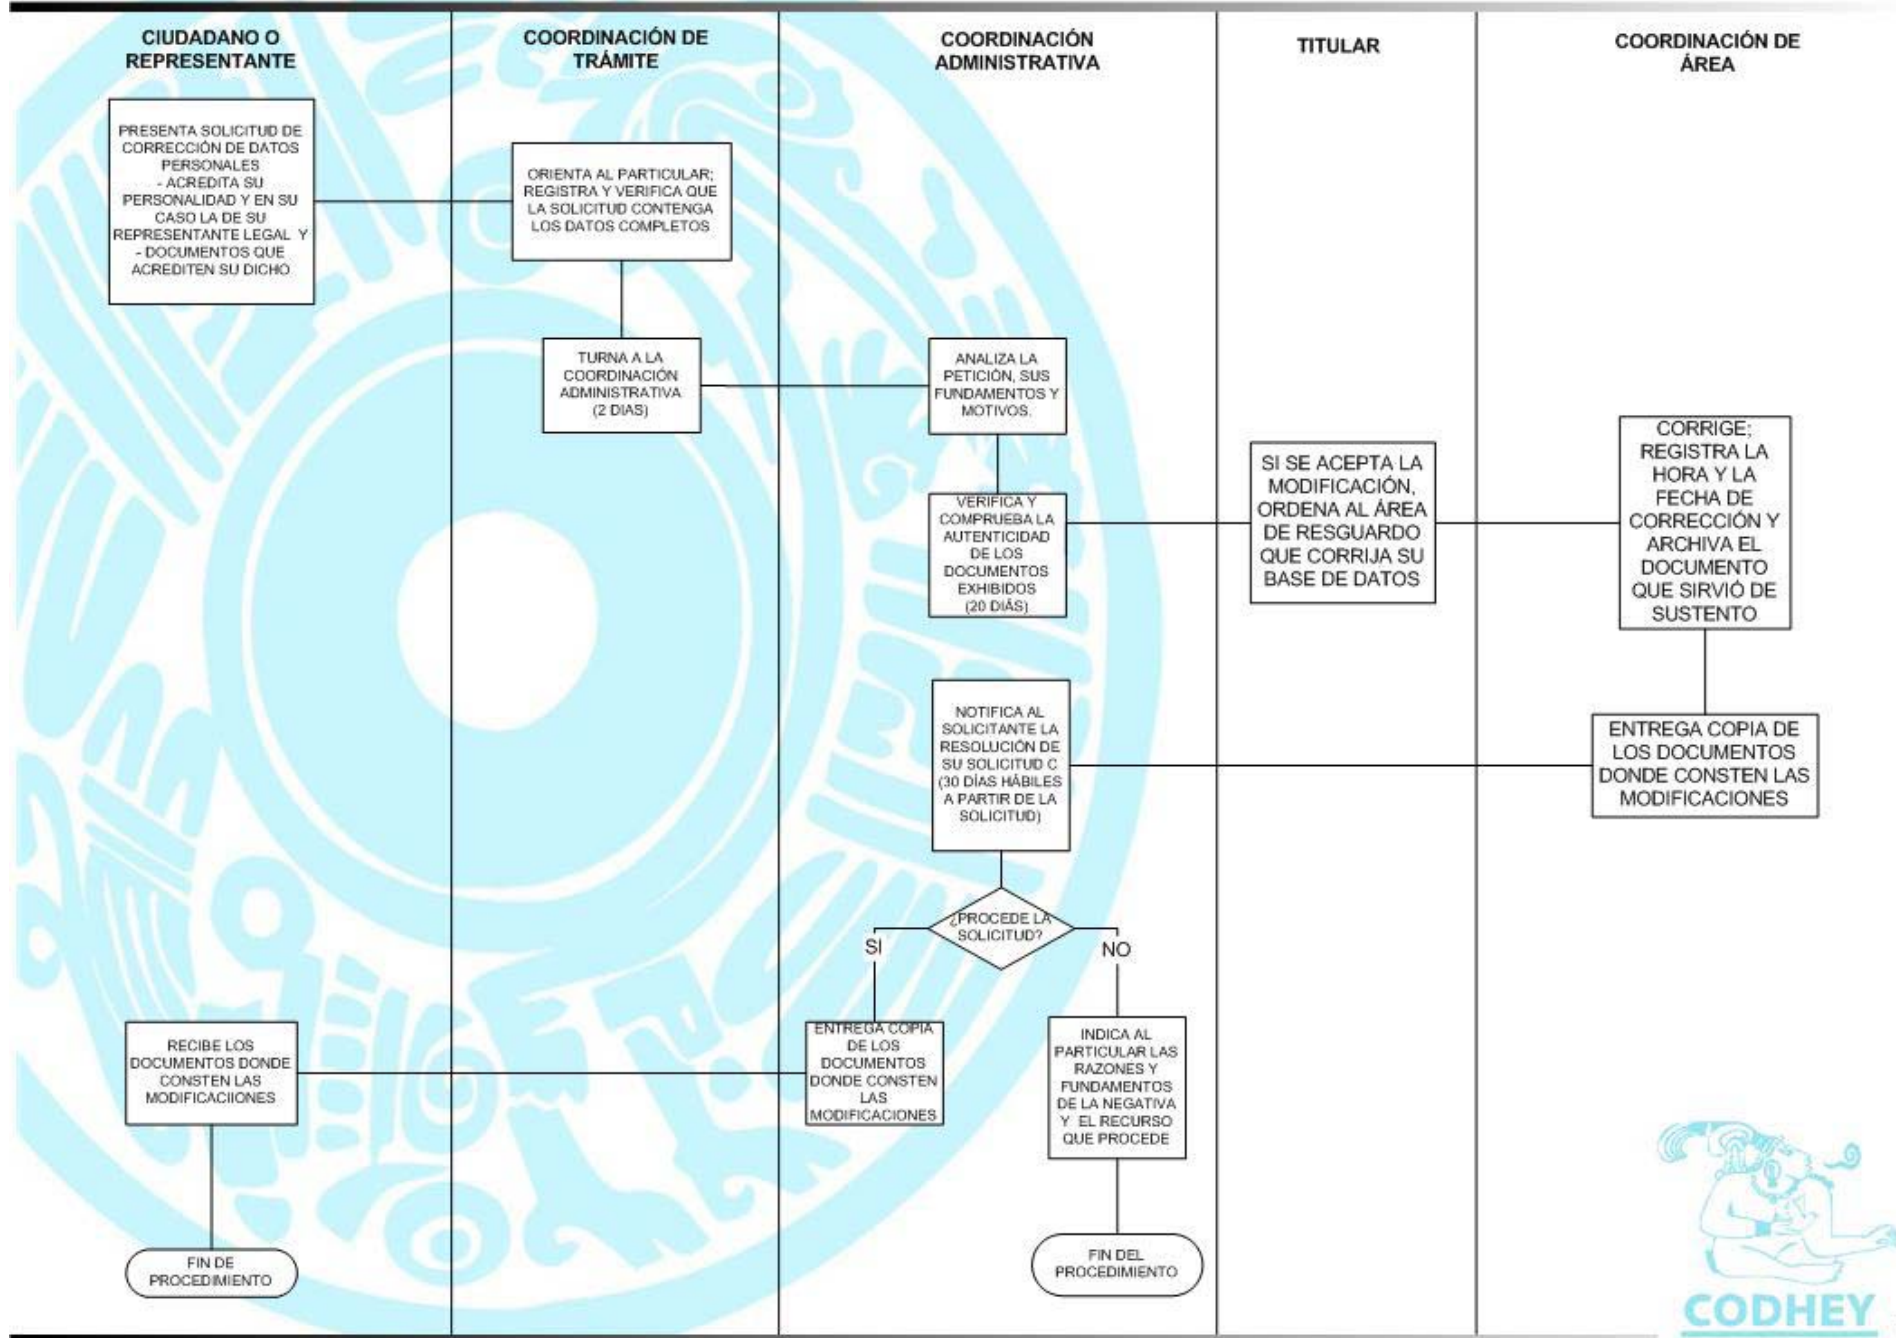 CIUDADANO O
REPRESENTANTE
COORDINACIÓN DE
TRÁMITE
COORDINACIÓN
ADMINISTRATIVA
TITULAR
COORDINACIÓN DE
ÁREA
PRESENTA SOLICITUD DE
CORRECCIÓN DE DATOS
PERSONALES
- ACREDITA SU
PERSONALIDAD Y EN SU
CASO LA DE SU
REPRESENTANTE LEGAL Y
- DOCUMENTOS QUE
ACREDITEN SU DICHO
ORIENTA AL PARTICULAR;
REGISTRA Y VERIFICA QUE
LA SOLICITUD CONTENGA
LOS DATOS COMPLETOS
TURNA A LA
COORDINACIÓN
ADMINISTRATIVA
(2 DIAS)
ANALIZA LA
PETICIÓN, SUS
FUNDAMENTOS Y
MOTIVOS.
VERIFICA Y
COMPRUEBA LA
AUTENTICIDAD
DE LOS
DOCUMENTOS
EXHIBIDOS
(20 DIÁS)
SI SE ACEPTA LA
MODIFICACIÓN,
ORDENA AL ÁREA
DE RESGUARDO
QUE CORRIJA SU
BASE DE DATOS
CORRIGE;
REGISTRA LA
HORA Y LA
FECHA DE
CORRECCIÓN Y
ARCHIVA EL
DOCUMENTO
QUE SIRVIÓ DE
SUSTENTO
ENTREGA COPIA DE
LOS DOCUMENTOS
DONDE CONSTEN LAS
MODIFICACIONES
NOTIFICA AL
SOLICITANTE LA
RESOLUCIÓN DE
SU SOLICITUD C
(30 DÍAS HÁBILES
A PARTIR DE LA
SOLICITUD)
¿PROCEDE LA
SOLICITUD?
SI
NO
ENTREGA COPIA
DE LOS
DOCUMENTOS
DONDE CONSTEN
LAS
MODIFICACIONES
INDICA AL
PARTICULAR LAS
RAZONES Y
FUNDAMENTOS
DE LA NEGATIVA
Y EL RECURSO
QUE PROCEDE
RECIBE LOS
DOCUMENTOS DONDE
CONSTEN LAS
MODIFICACIIONES
FIN DE
PROCEDIMIENTO
FIN DEL
PROCEDIMIENTO
CODHEY